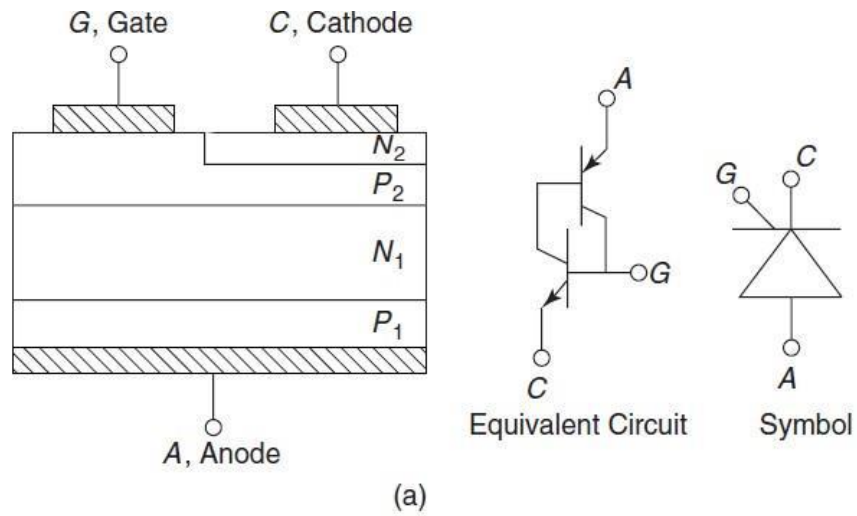 G, Gate
C, Cathode
N2
P2
N1
P1
A, Anode
A
G
C
Equivalent Circuit
G
C
A
Symbol
(a)